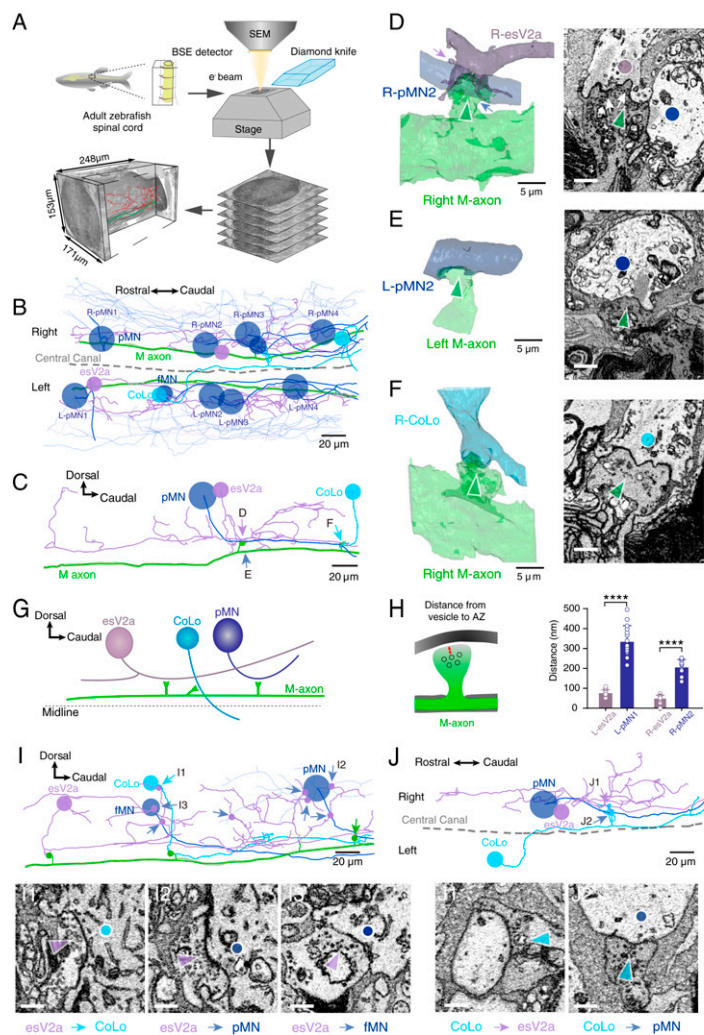 A
SEM
BSE detector
Diamond knife
e⁻ beam
Adult zebrafish
spinal cord
Stage
248μm
153μm
171μm
B
Rostral Caudal
R-pMN1
R-pMN2
R-pMN3
R-pMN4
Right
pMN
M axon
Central Canal
esV2a
fMN
Left
CoLo
L-pMN1
L-pMN2
L-pMN3
L-pMN4
20 μm
C
Dorsal
Caudal
pMN
esV2a
CoLo
D
F
E
M axon
20 μm
D
R-esV2a
R-pMN2
5 μm
Right M-axon
E
L-pMN2
Left M-axon
5 μm
F
R-CoLo
5 μm
Right M-axon
G
Dorsal
Caudal
esV2a
CoLo
pMN
M-axon
Midline
H
Distance from
vesicle to AZ
M-axon
Distance (nm)
500
400
300
200
100
0
****
****
L-esV2a
L-pMN1
R-esV2a
R-pMN2
I
Dorsal
Caudal
CoLo
I1
esV2a
fMN
I3
pMN
I2
20 μm
J
Rostral Caudal
Right
pMN
J1
esV2a
J2
Central Canal
CoLo
Left
20 μm
I1
I2
esV2a CoLo
esV2a pMN
esV2a fMN
CoLo esV2a
CoLo pMN